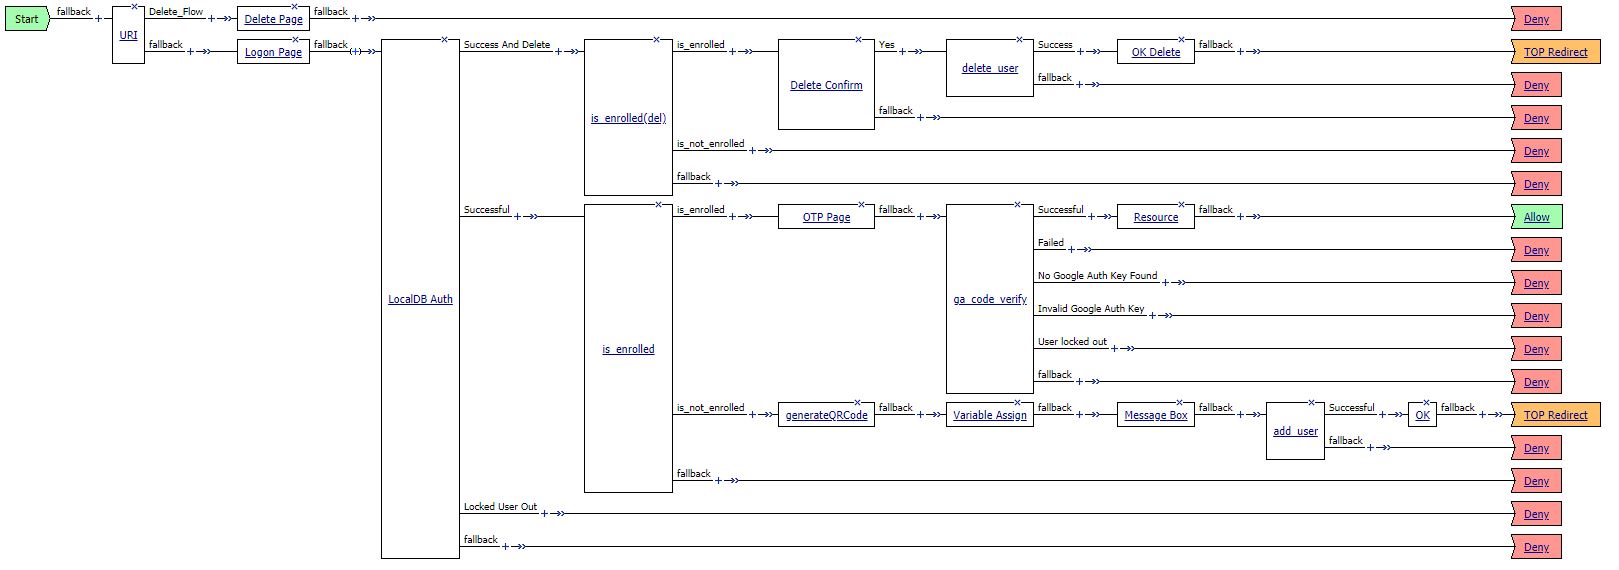 Start
fallback
URI
Delete_Flow
Delete Page
fallback
Deny
fallback
Logon Page
fallback
LocalDB Auth
Success And Delete
is_enrolled(del)
is_enrolled
Delete Confirm
Yes
delete_user
Success
OK Delete
fallback
TOP Redirect
fallback
Deny
fallback
Deny
is_not_enrolled
Deny
fallback
Deny
Successful
is_enrolled
is_enrolled
OTP Page
fallback
ga_code_verify
Successful
Resource
fallback
Allow
Failed
Deny
No Google Auth Key Found
Deny
Invalid Google Auth Key
Deny
User locked out
Deny
fallback
Deny
is_not_enrolled
generateQRCode
fallback
Variable Assign
fallback
Message Box
fallback
add_user
Successful
OK
fallback
TOP Redirect
fallback
Deny
fallback
Deny
Locked User Out
Deny
fallback
Deny